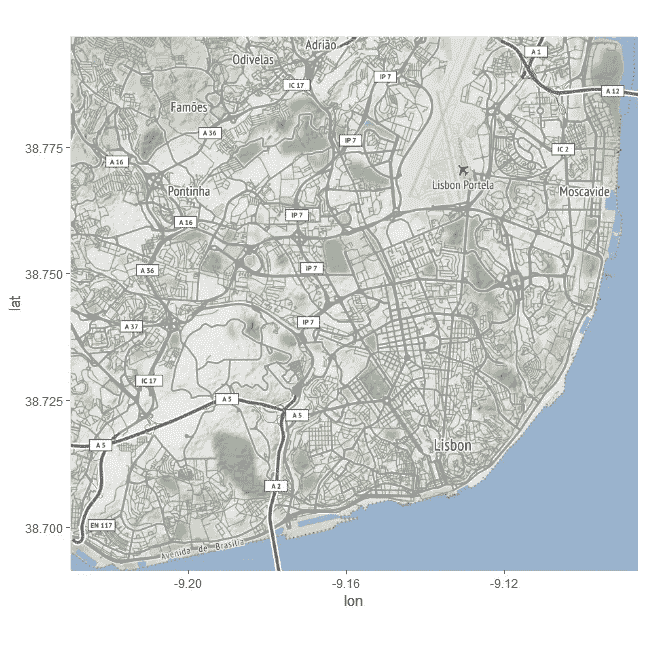 Adrião
A 1
Odivelas
IP 7
IC 17
A 12
Famões
A 36
IP 7
IC 2
38.775
A 16
Lisbon Portela
Pontinha
Moscavide
IP 7
A 16
IP 7
38.750
A 36
lat
IP 7
A 37
IC 17
38.725
A 5
A 5
A 5
Lisbon
A 2
EN 117
38.700
Avenida de Brasília
-9.20
-9.16
-9.12
lon